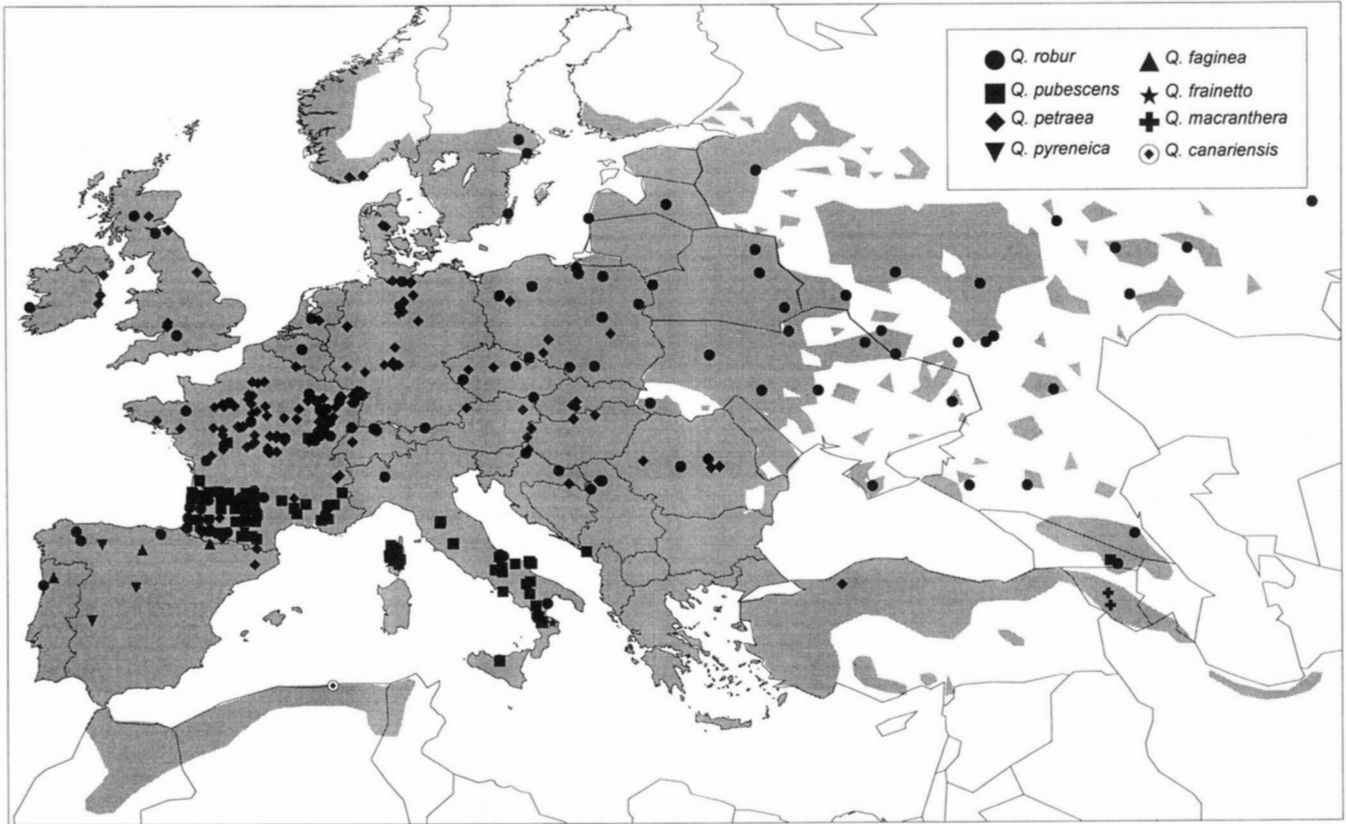 Q. robur
Q. pubescens
Q. petraea
Q. pyreneica
Q. faginea
Q. frainetto
Q. macranthera
Q. canariensis